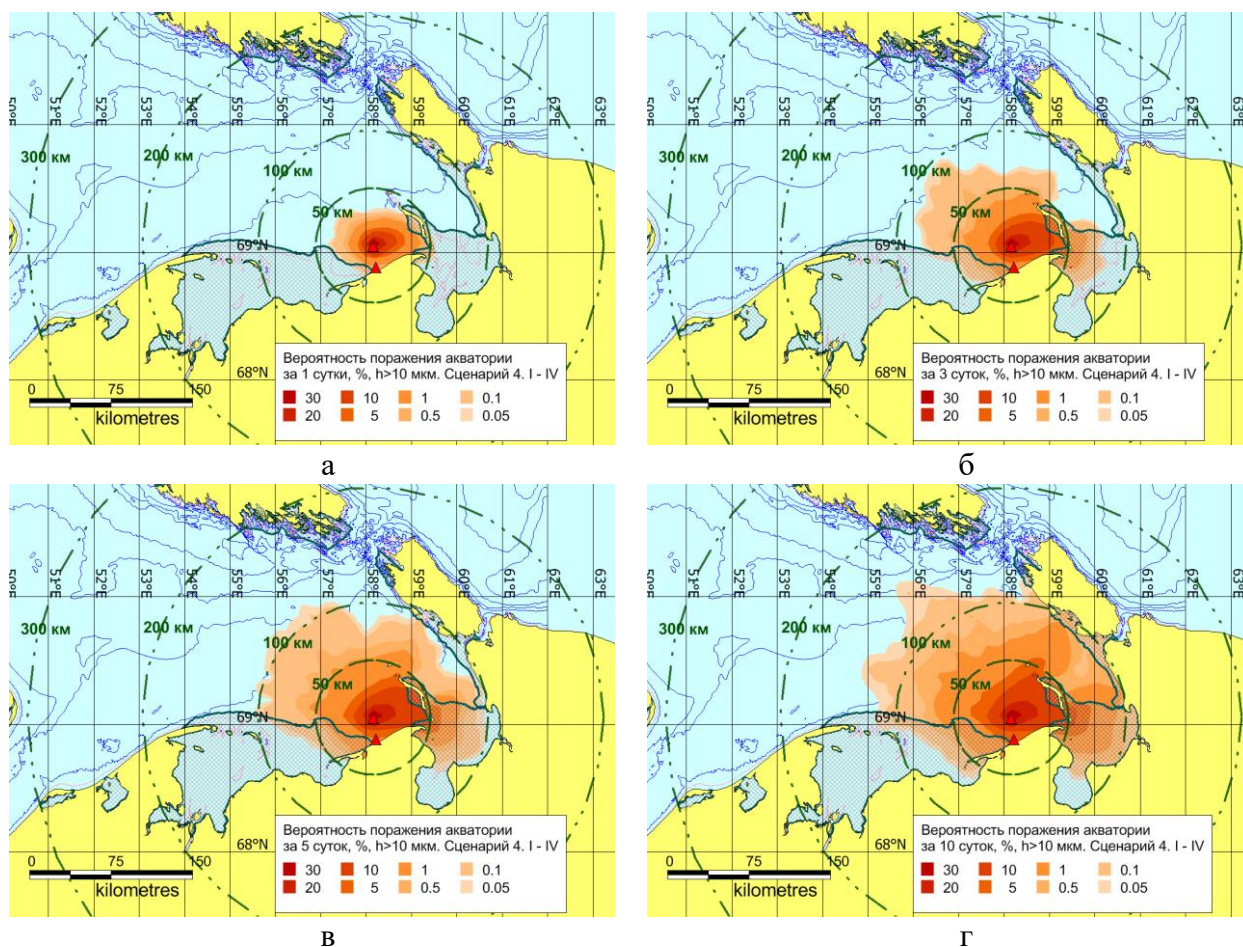 50°E 51°E 52°E 53°E 54°E 55°E 56°E 57°E 58°E 59°E 60°E 61°E 62°E 63°E
300 км
200 км
100 км
50 км
69°N
68°N
0 75 150
kilometres
Вероятность поражения акватории
за 1 сутки, %, h>10 мкм. Сценарий 4. I - IV
30 10 1 0.1
20 5 0.5 0.05
а
50°E 51°E 52°E 53°E 54°E 55°E 56°E 57°E 58°E 59°E 60°E 61°E 62°E 63°E
300 км
200 км
100 км
50 км
69°N
68°N
0 75 150
kilometres
Вероятность поражения акватории
за 3 суток, %, h>10 мкм. Сценарий 4. I - IV
30 10 1 0.1
20 5 0.5 0.05
б
50°E 51°E 52°E 53°E 54°E 55°E 56°E 57°E 58°E 59°E 60°E 61°E 62°E 63°E
300 км
200 км
100 км
50 км
69°N
68°N
0 75 150
kilometres
Вероятность поражения акватории
за 5 суток, %, h>10 мкм. Сценарий 4. I - IV
30 10 1 0.1
20 5 0.5 0.05
в
50°E 51°E 52°E 53°E 54°E 55°E 56°E 57°E 58°E 59°E 60°E 61°E 62°E 63°E
300 км
200 км
100 км
50 км
69°N
68°N
0 75 150
kilometres
Вероятность поражения акватории
за 10 суток, %, h>10 мкм. Сценарий 4. I - IV
30 10 1 0.1
20 5 0.5 0.05
г